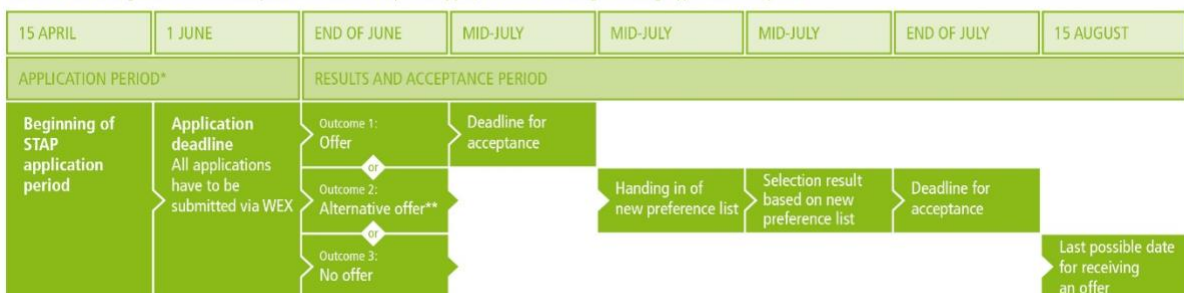 15 APRIL
1 JUNE
END OF JUNE
MID-JULY
MID-JULY
MID-JULY
END OF JULY
15 AUGUST
APPLICATION PERIOD*
RESULTS AND ACCEPTANCE PERIOD
Beginning of
STAP
application
period
Application
deadline
All applications
have to be
submitted via WEX
Outcome 1:
Offer
or
Outcome 2:
Alternative offer**
or
Outcome 3:
No offer
Deadline for
acceptance
Handing in of
new preference list
Selection result
based on new
preference list
Deadline for
acceptance
Last possible date
for receiving
an offer